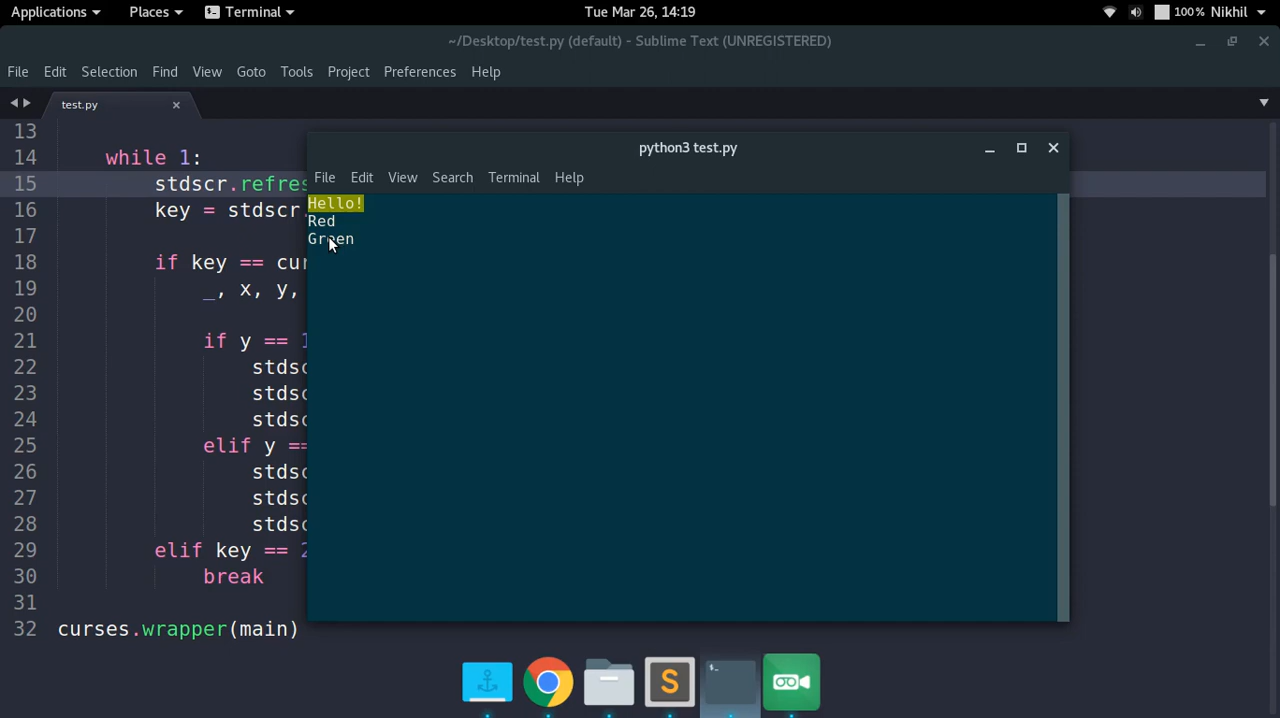 Applications Places Terminal Tue Mar 26, 14:19 100% Nikhil
~/Desktop/test.py (default) - Sublime Text (UNREGISTERED)
File Edit Selection Find View Goto Tools Project Preferences Help
test.py
13
14 while 1:
15 stdscr.refres
16 key = stdscr.
17
18 if key == cur
19 _, x, y,
20
21 if y == 1
22 stdsc
23 stdsc
24 stdsc
25 elif y ==
26 stdsc
27 stdsc
28 stdsc
29 elif key == 2
30 break
31
32 curses.wrapper(main)
python3 test.py
File Edit View Search Terminal Help
Hello!
Red
Green